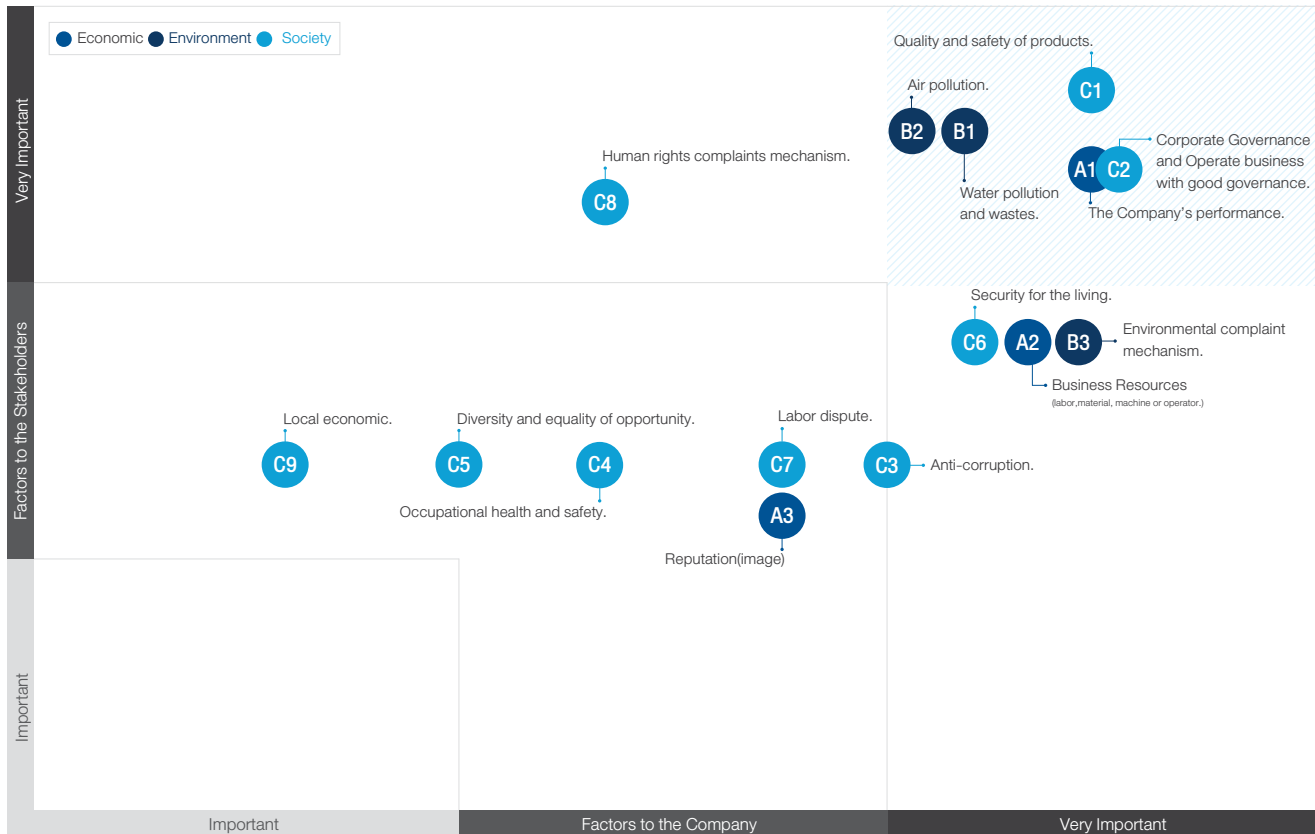 Economic Environment Society
Quality and safety of products.
C1
Air pollution.
B2 B1
Corporate Governance
and Operate business
with good governance.
A1 C2
Human rights complaints mechanism.
C8
Water pollution
and wastes.
The Company's performance.
Very Important
Security for the living.
C6 A2 B3
Environmental complaint
mechanism.
Business Resources
(labor,material, machine or operator.)
Local economic.
Diversity and equality of opportunity.
Labor dispute.
C9 C5 C4 C7 C3
Anti-corruption.
Occupational health and safety.
A3
Reputation(image)
Factors to the Stakeholders
Important
Important
Factors to the Company
Very Important